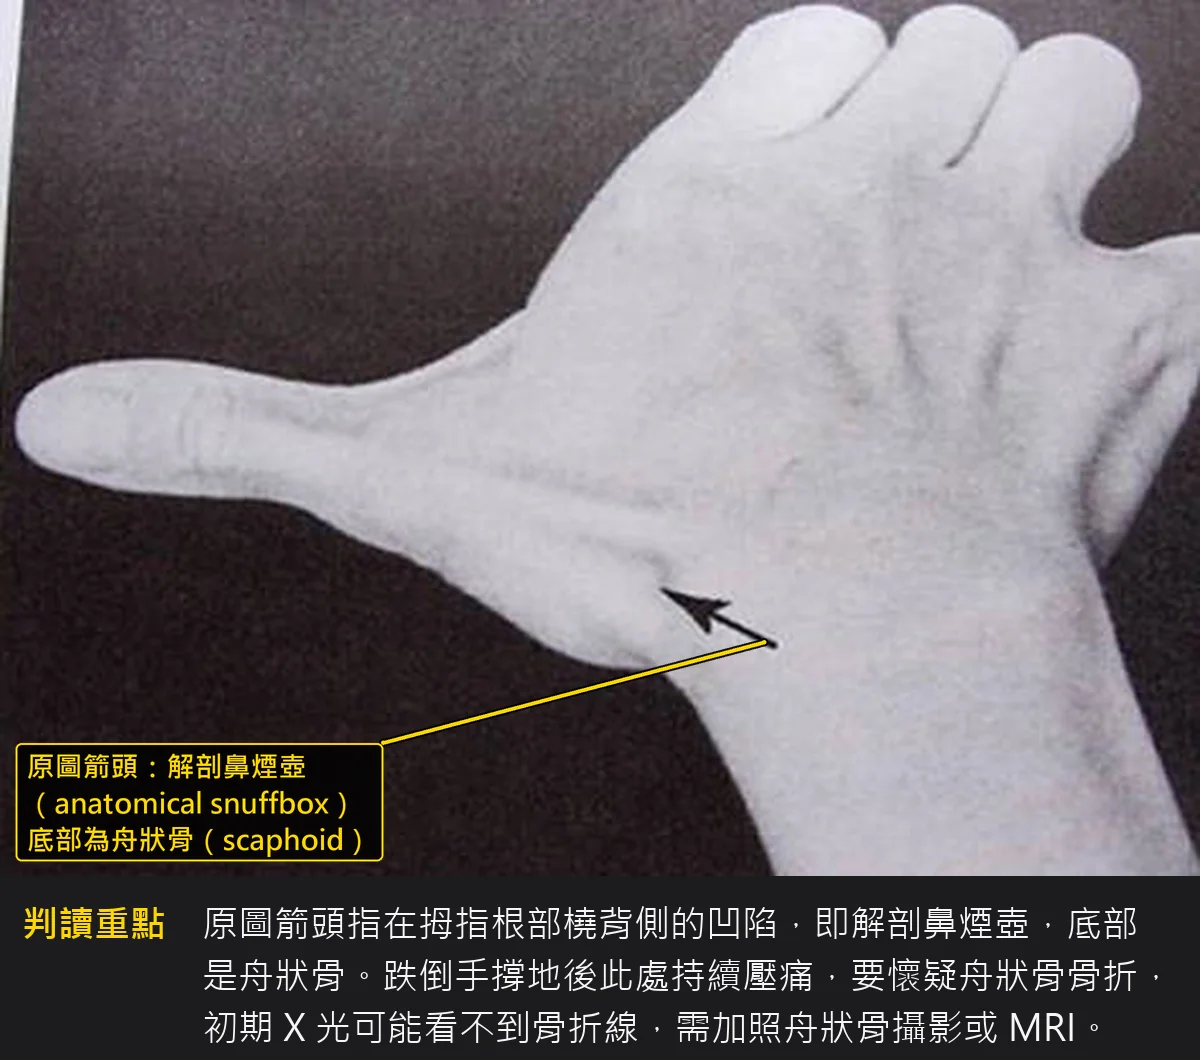 原圖箭頭：解剖鼻煙壺
（anatomical snuffbox）
底部為舟狀骨（scaphoid）
判讀重點 原圖箭頭指在拇指根部橈背側的凹陷，即解剖鼻煙壺，底部
是舟狀骨。跌倒手撐地後此處持續壓痛，要懷疑舟狀骨骨折，
初期 X 光可能看不到骨折線，需加照舟狀骨攝影或 MRI。